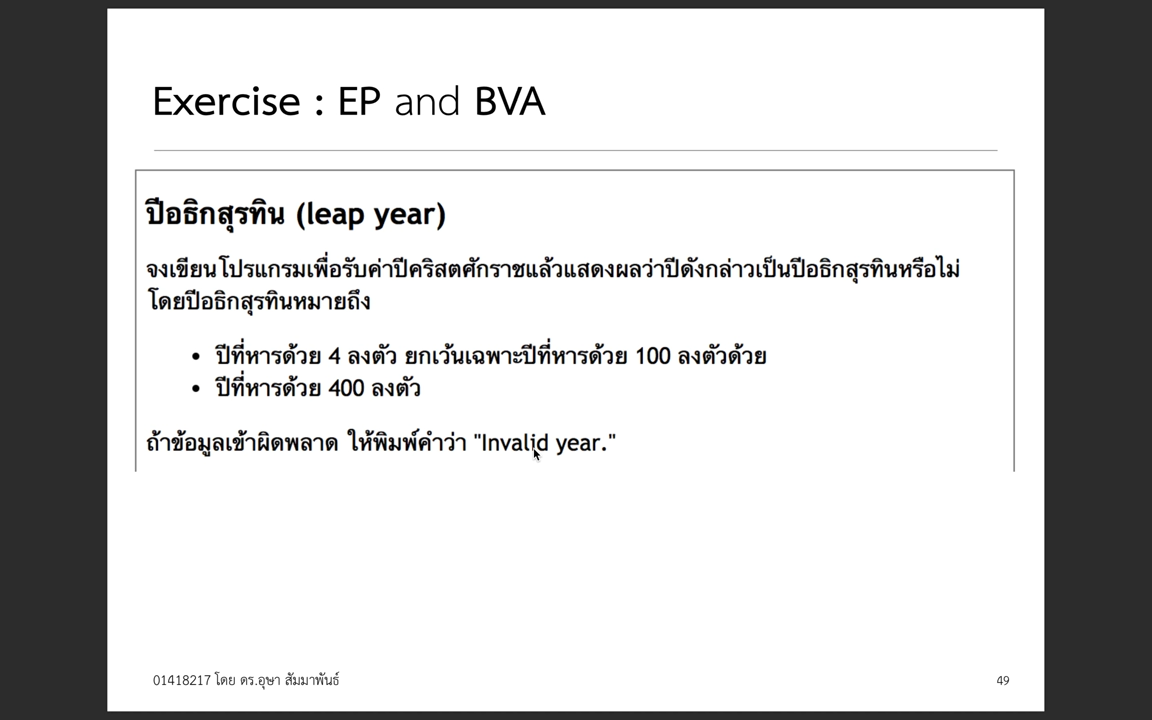 Exercise : EP and BVA
ปีอธิกสุรทิน (leap year)
จงเขียนโปรแกรมเพื่อรับค่าปีคริสตศักราชแล้วแสดงผลว่าปีดังกล่าวเป็นปีอธิกสุรทินหรือไม่
โดยปีอธิกสุรทินหมายถึง
• ปีที่หารด้วย 4 ลงตัว ยกเว้นเฉพาะปีที่หารด้วย 100 ลงตัวด้วย
• ปีที่หารด้วย 400 ลงตัว
ถ้าข้อมูลเข้าผิดพลาด ให้พิมพ์คำว่า "Invalid year."
01418217 โดย ดร.อุษา สัมมาพันธ์
49